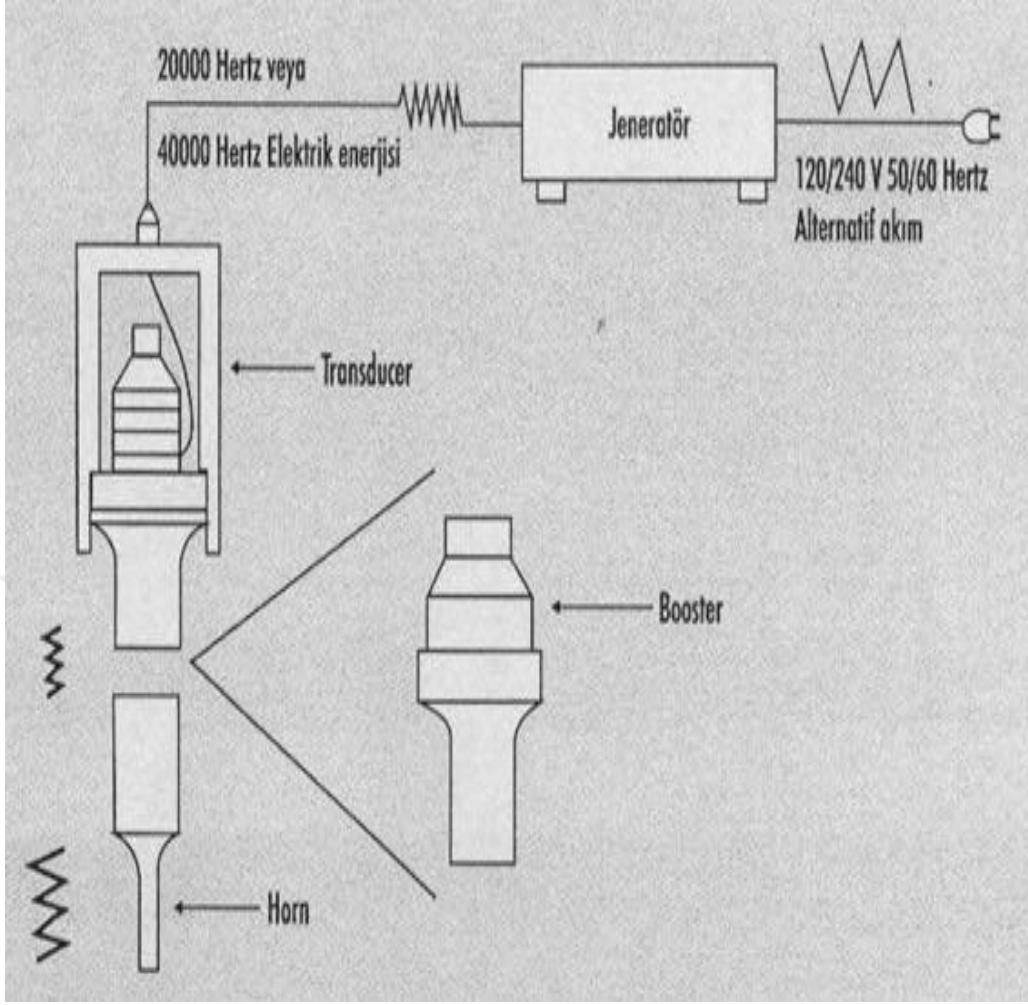 20000 Hertz veya
40000 Hertz Elektrik enerjisi
Jeneratör
120/240 V 50/60 Hertz
Alternatif akım
Transducer
Booster
Horn